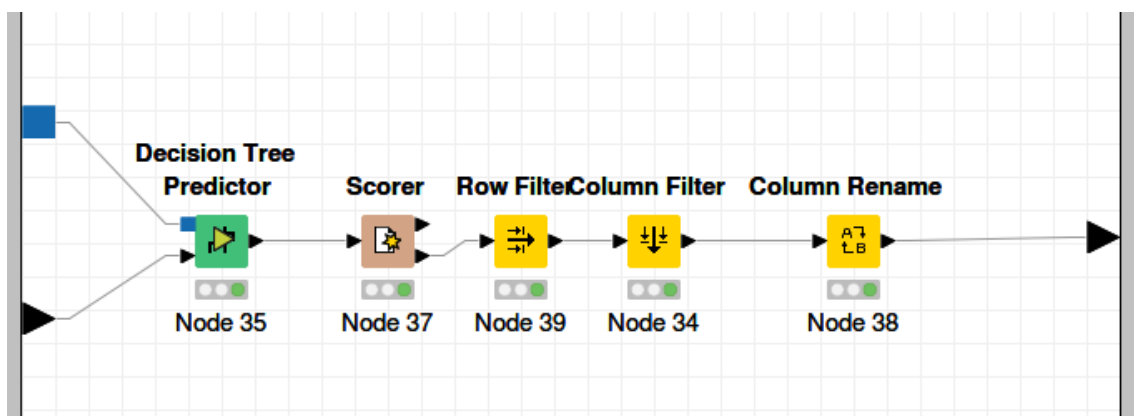 Decision Tree
Predictor
Scorer
Row Filter
Column Filter
Column Rename
A
B
Node 35
Node 37
Node 39
Node 34
Node 38